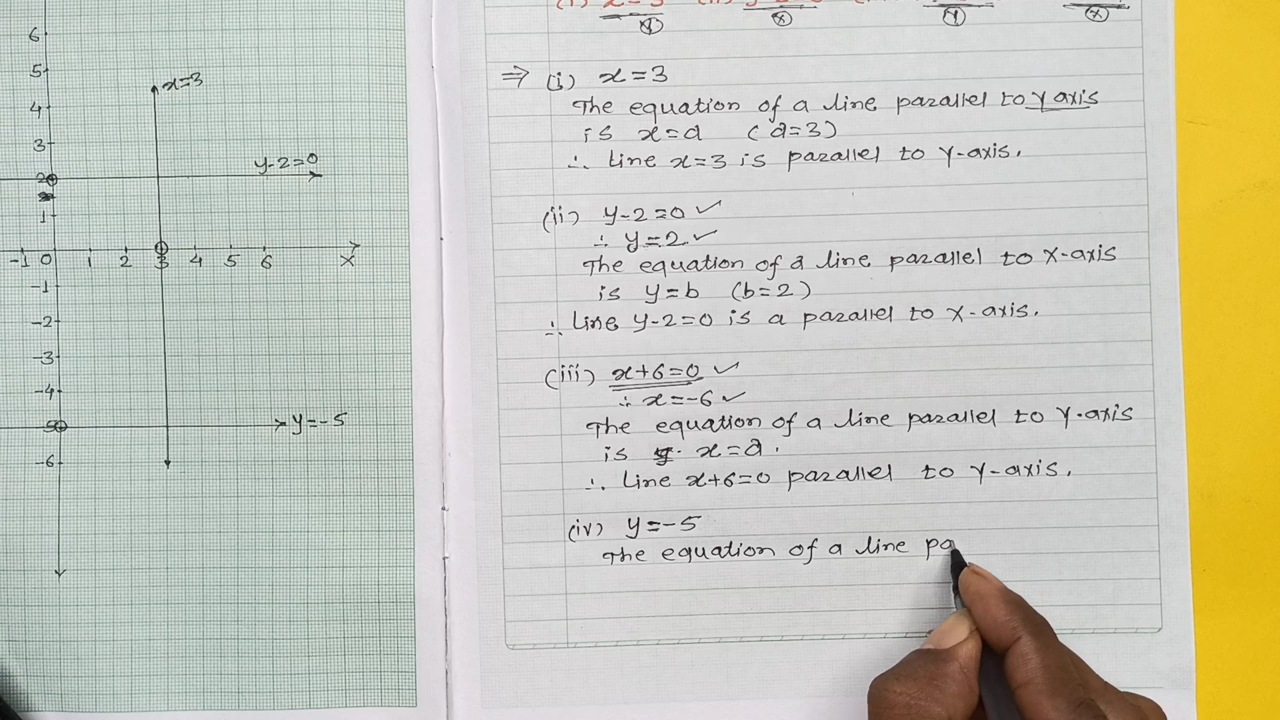 6
5
x=3
4
3
y-2=0
2
1
-1 0 1 2 3 4 5 6 X
-1
-2
-3
-4
y=-5
-6
(X)
(Y)
(X)
⇒ (i) x=3
The equation of a line parallel to Y axis
is x=a (a=3)
∴ Line x=3 is parallel to Y-axis.
(ii) y-2=0 ✓
∴ y=2 ✓
The equation of a line parallel to X-axis
is y=b (b=2)
∴ Line y-2=0 is a parallel to X-axis.
(iii) x+6=0 ✓
∴ x=-6 ✓
The equation of a line parallel to Y-axis
is x=a.
∴ Line x+6=0 parallel to Y-axis.
(iv) y=-5
The equation of a line pa